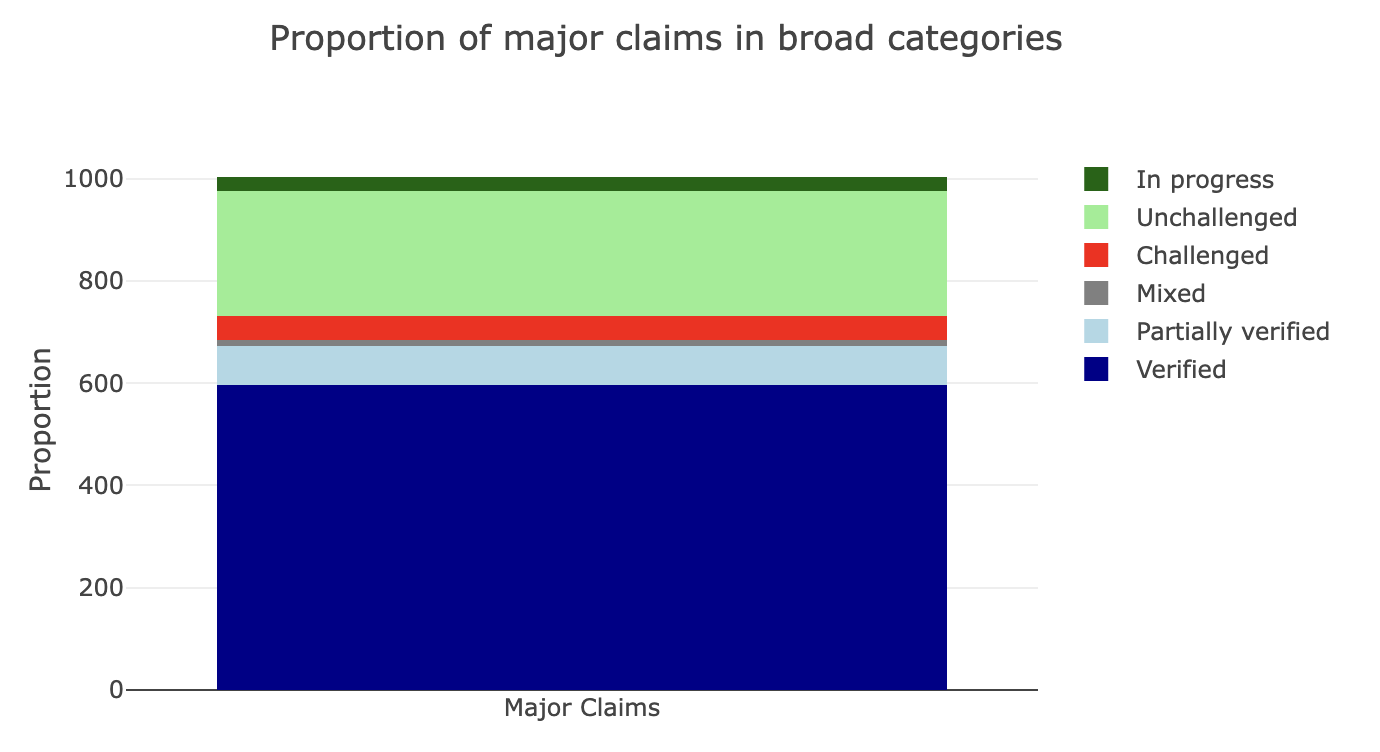 Proportion of major claims in broad categories
Proportion
1000
800
600
400
200
0
Major Claims
In progress
Unchallenged
Challenged
Mixed
Partially verified
Verified